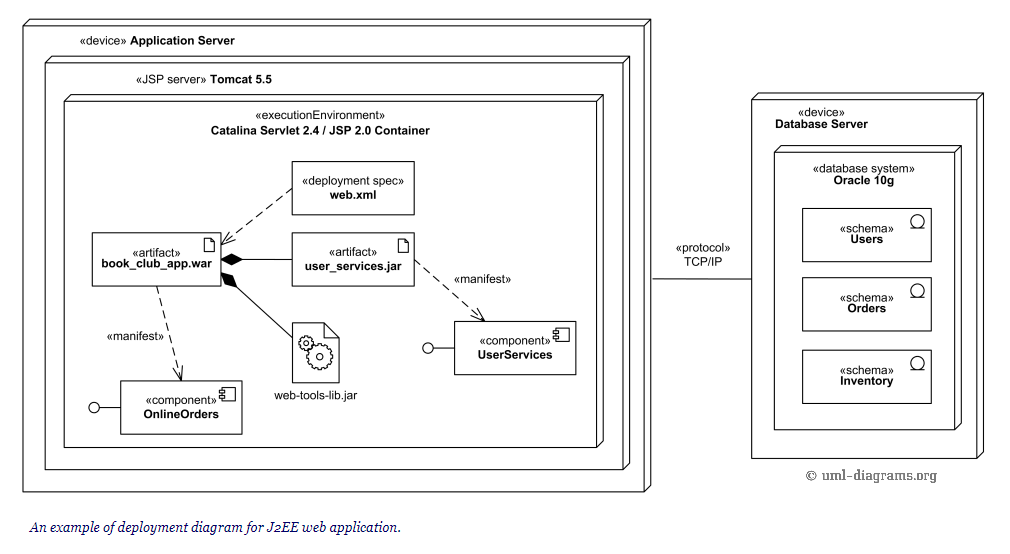 «device» Application Server
«JSP server» Tomcat 5.5
«executionEnvironment»
Catalina Servlet 2.4 / JSP 2.0 Container
«deployment spec»
web.xml
«artifact»
book_club_app.war
«artifact»
user_services.jar
«manifest»
«manifest»
«component»
UserServices
web-tools-lib.jar
«component»
OnlineOrders
«protocol»
TCP/IP
«device»
Database Server
«database system»
Oracle 10g
«schema»
Users
«schema»
Orders
«schema»
Inventory
© uml-diagrams.org
An example of deployment diagram for J2EE web application.